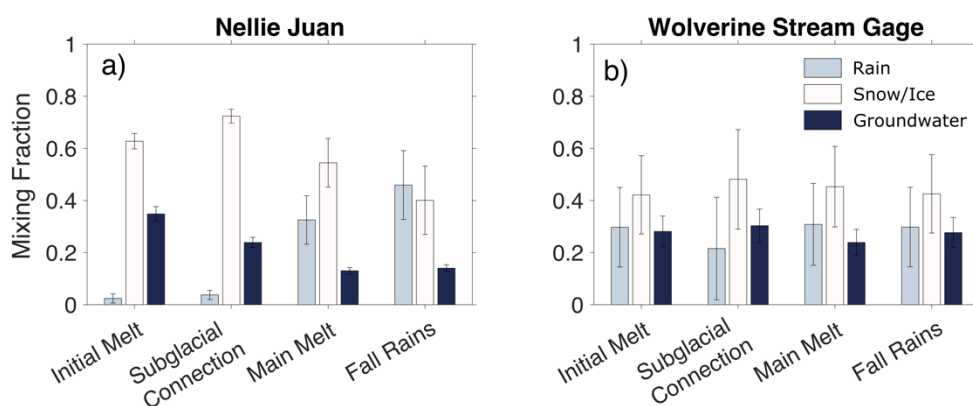 Nellie Juan
a)
Mixing Fraction
1
0.8
0.6
0.4
0.2
0
Initial Melt
Subglacial
Connection
Main Melt
Fall Rains
Wolverine Stream Gage
b)
Rain
Snow/Ice
Groundwater
1
0.8
0.6
0.4
0.2
0
Initial Melt
Subglacial
Connection
Main Melt
Fall Rains